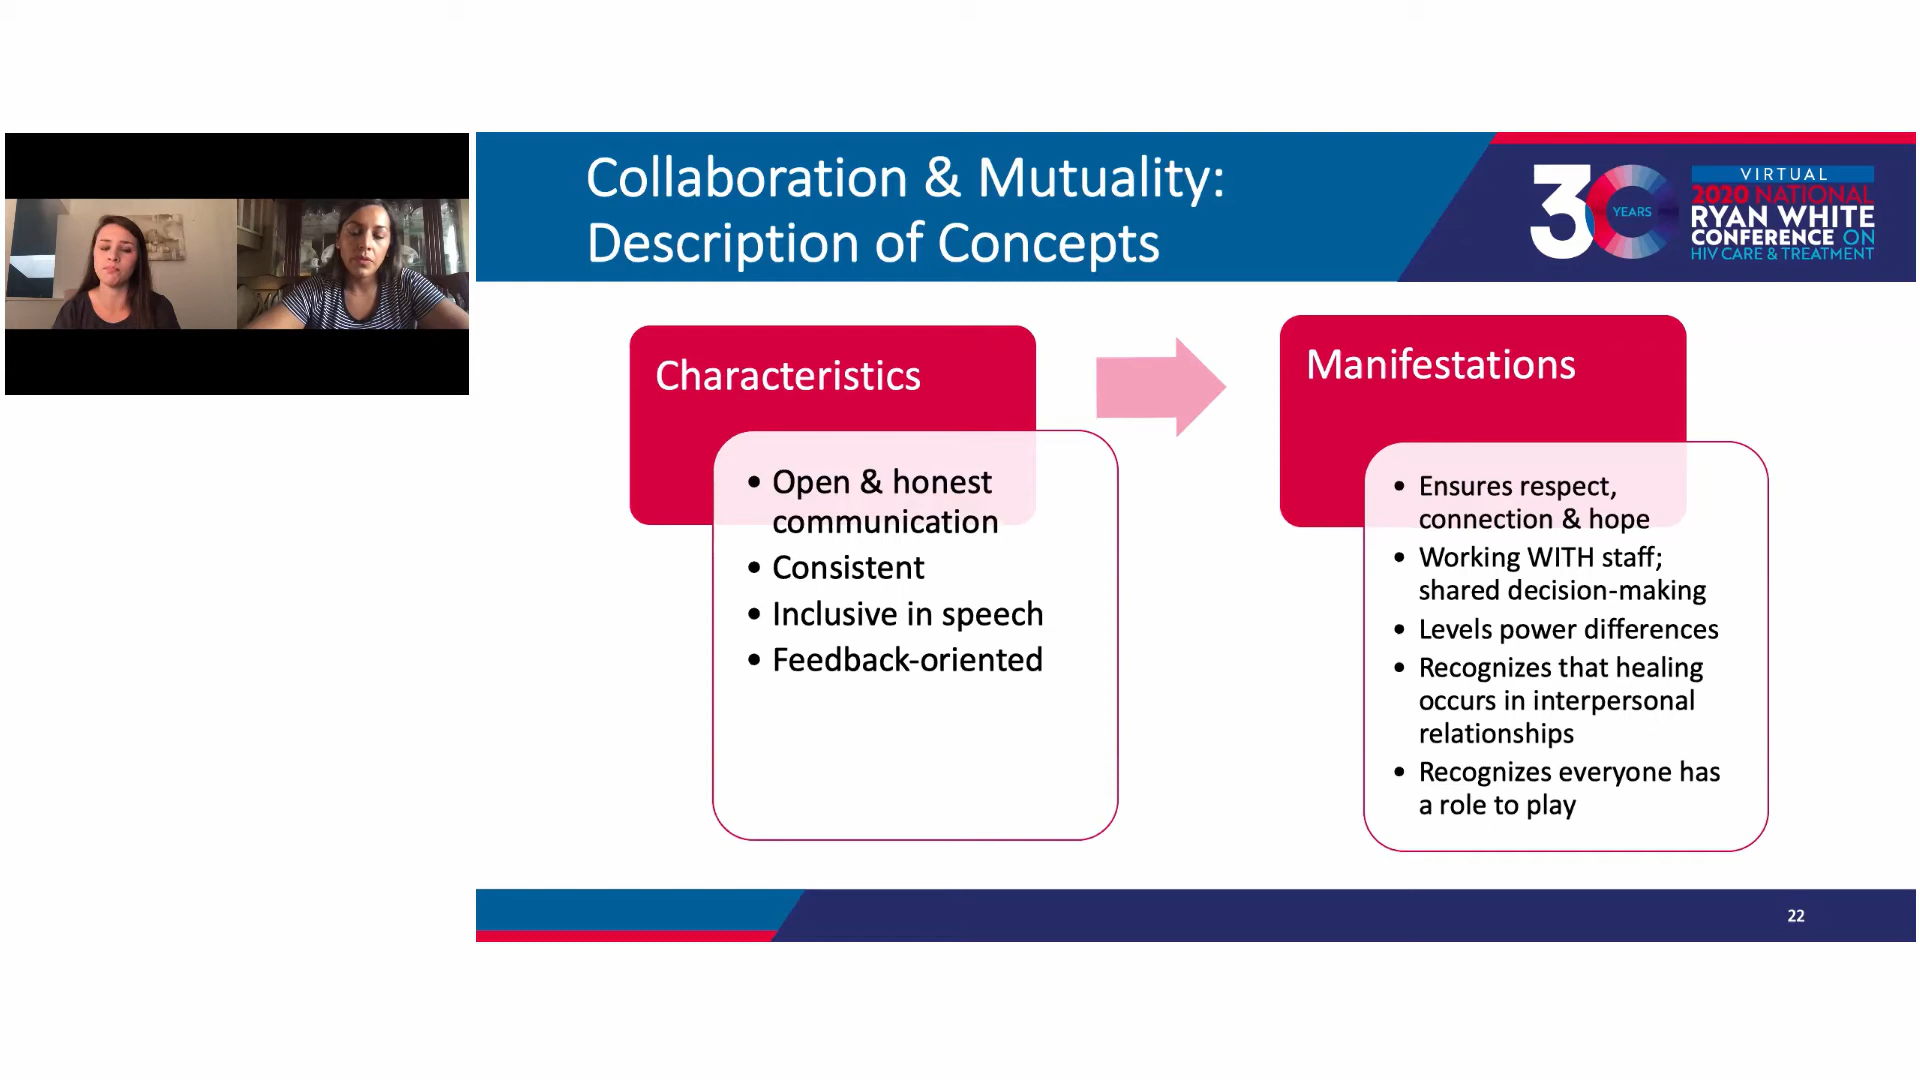 Collaboration & Mutuality:
Description of Concepts
30
YEARS
VIRTUAL
2020 NATIONAL
RYAN WHITE
CONFERENCE ON
HIV CARE & TREATMENT
Characteristics
• Open & honest
communication
• Consistent
• Inclusive in speech
• Feedback-oriented
Manifestations
• Ensures respect,
connection & hope
• Working WITH staff;
shared decision-making
• Levels power differences
• Recognizes that healing
occurs in interpersonal
relationships
• Recognizes everyone has
a role to play
22